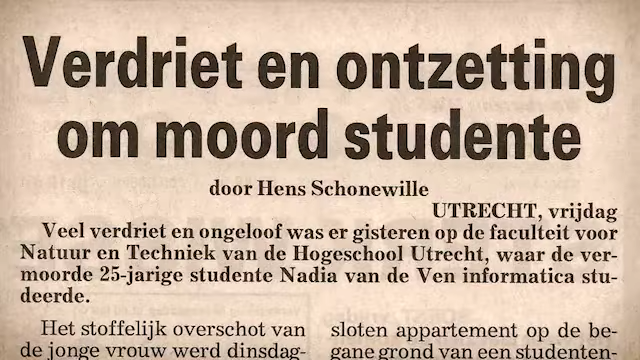 Verdriet en ontzetting
om moord studente
door Hens Schonewille
UTRECHT, vrijdag
Veel verdriet en ongeloof was er gisteren op de faculteit voor
Natuur en Techniek van de Hogeschool Utrecht, waar de ver-
moorde 25-jarige studente Nadia van de Ven informatica stu-
deerde.
Het stoffelijk overschot van
de jonge vrouw werd dinsdag-
sloten appartement op de be-
gane grond van een studenten-